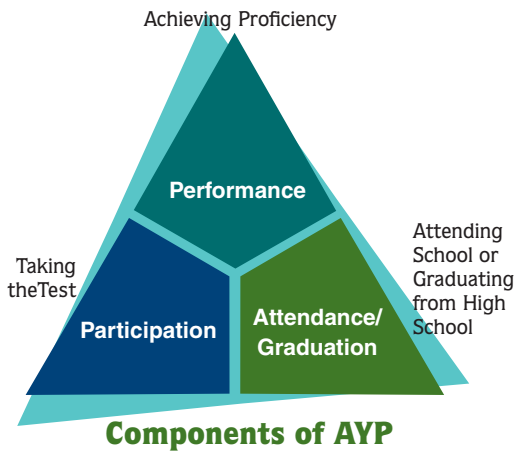 Achieving Proficiency
Performance
Taking
theTest
Participation
Attendance/
Graduation
Attending
School or
Graduating
from High
School
Components of AYP